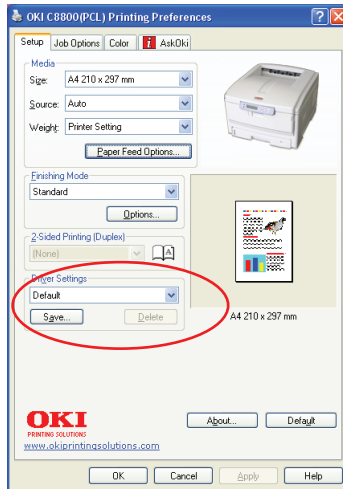 OKI C8800(PCL) Printing Preferences
Setup Job Options Color AskOki
Media
Size: A4 210 x 297 mm
Source: Auto
Weight: Printer Setting
Paper Feed Options...
Finishing Mode
Standard
Options...
2-Sided Printing (Duplex)
(None)
Driver Settings
Default
Save... Delete
A4 210 x 297 mm
OKI
PRINTING SOLUTIONS
www.okiprintingsolutions.com
About... Default
OK Cancel Apply Help